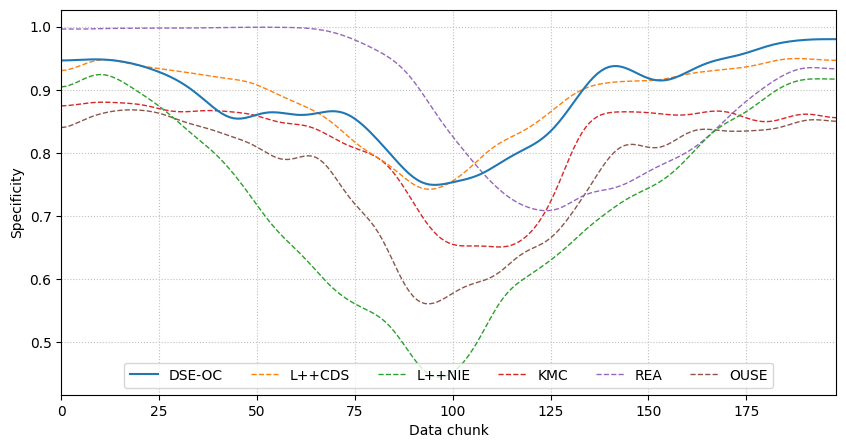 1.0
0.9
0.8
0.7
0.6
0.5
Specificity
0 25 50 75 100 125 150 175
Data chunk
DSE-OC L++CDS L++NIE KMC REA OUSE